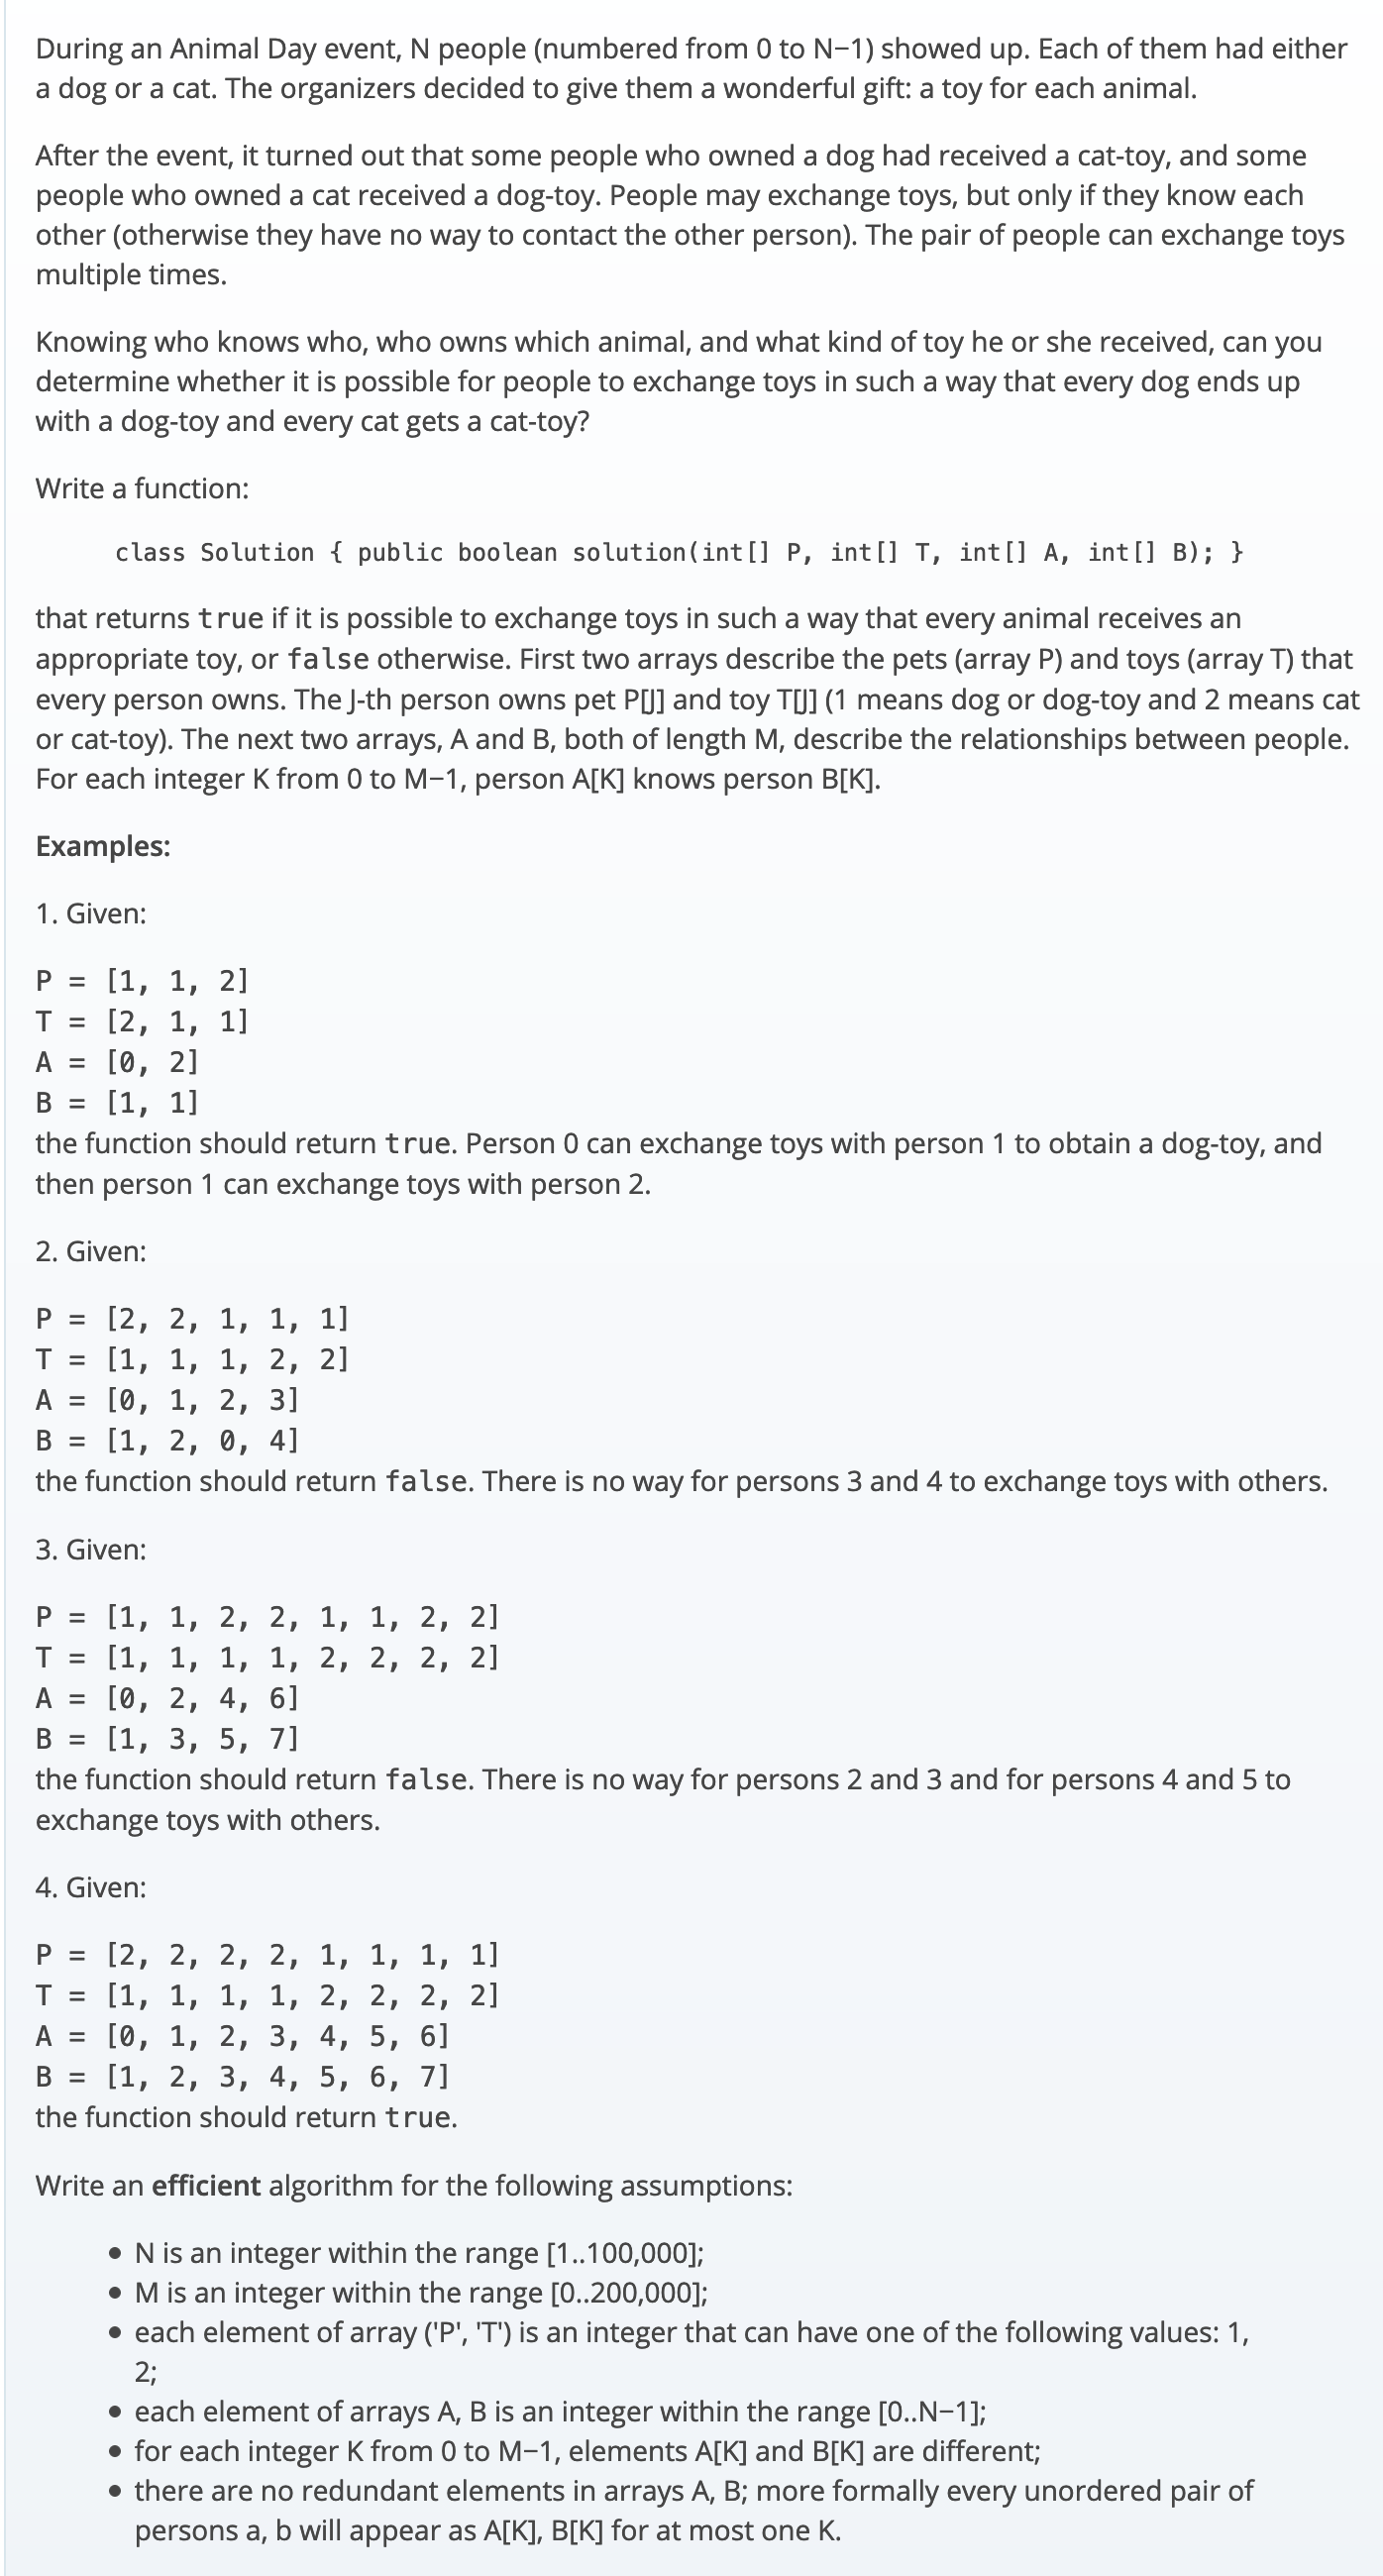 During an Animal Day event, N people (numbered from 0 to N−1) showed up. Each of them had either
a dog or a cat. The organizers decided to give them a wonderful gift: a toy for each animal.
After the event, it turned out that some people who owned a dog had received a cat-toy, and some
people who owned a cat received a dog-toy. People may exchange toys, but only if they know each
other (otherwise they have no way to contact the other person). The pair of people can exchange toys
multiple times.
Knowing who knows who, who owns which animal, and what kind of toy he or she received, can you
determine whether it is possible for people to exchange toys in such a way that every dog ends up
with a dog-toy and every cat gets a cat-toy?
Write a function:
class Solution { public boolean solution(int[] P, int[] T, int[] A, int[] B); }
that returns true if it is possible to exchange toys in such a way that every animal receives an
appropriate toy, or false otherwise. First two arrays describe the pets (array P) and toys (array T) that
every person owns. The J-th person owns pet P[J] and toy T[J] (1 means dog or dog-toy and 2 means cat
or cat-toy). The next two arrays, A and B, both of length M, describe the relationships between people.
For each integer K from 0 to M−1, person A[K] knows person B[K].
Examples:
1. Given:
P = [1, 1, 2]
T = [2, 1, 1]
A = [0, 2]
B = [1, 1]
the function should return true. Person 0 can exchange toys with person 1 to obtain a dog-toy, and
then person 1 can exchange toys with person 2.
2. Given:
P = [2, 2, 1, 1, 1]
T = [1, 1, 1, 2, 2]
A = [0, 1, 2, 3]
B = [1, 2, 0, 4]
the function should return false. There is no way for persons 3 and 4 to exchange toys with others.
3. Given:
P = [1, 1, 2, 2, 1, 1, 2, 2]
T = [1, 1, 1, 1, 2, 2, 2, 2]
A = [0, 2, 4, 6]
B = [1, 3, 5, 7]
the function should return false. There is no way for persons 2 and 3 and for persons 4 and 5 to
exchange toys with others.
4. Given:
P = [2, 2, 2, 2, 1, 1, 1, 1]
T = [1, 1, 1, 1, 2, 2, 2, 2]
A = [0, 1, 2, 3, 4, 5, 6]
B = [1, 2, 3, 4, 5, 6, 7]
the function should return true.
Write an efficient algorithm for the following assumptions:
• N is an integer within the range [1..100,000];
• M is an integer within the range [0..200,000];
• each element of array ('P', 'T') is an integer that can have one of the following values: 1,
2;
• each element of arrays A, B is an integer within the range [0..N−1];
• for each integer K from 0 to M−1, elements A[K] and B[K] are different;
• there are no redundant elements in arrays A, B; more formally every unordered pair of
persons a, b will appear as A[K], B[K] for at most one K.